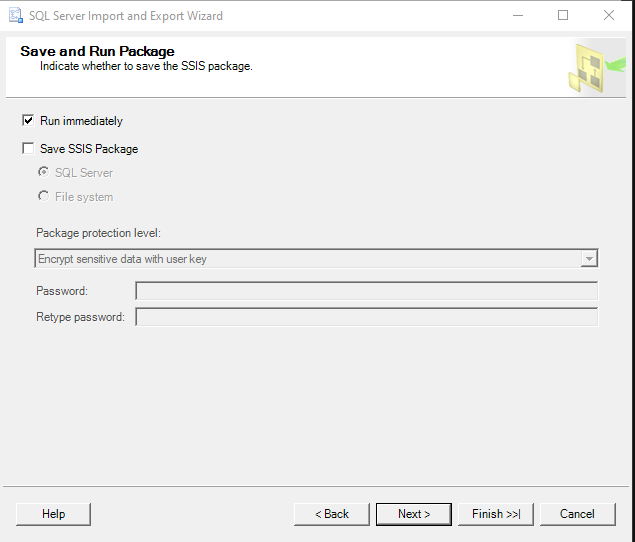 SQL Server Import and Export Wizard
Save and Run Package
Indicate whether to save the SSIS package.
Run immediately
Save SSIS Package
SQL Server
File system
Package protection level:
Encrypt sensitive data with user key
Password:
Retype password:
Help
< Back
Next >
Finish >>|
Cancel